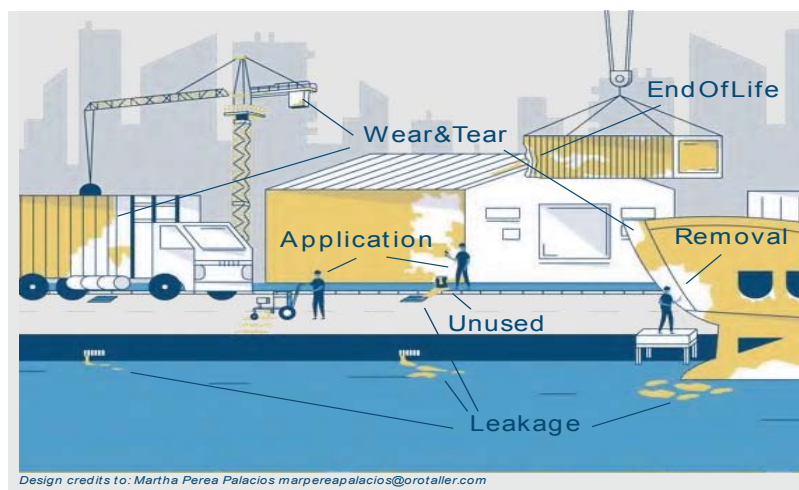 EndOfLife
Wear&Tear
Application
Removal
Unused
Leakage
Design credits to: Martha Perea Palacios marpereapalacios@orotaller.com